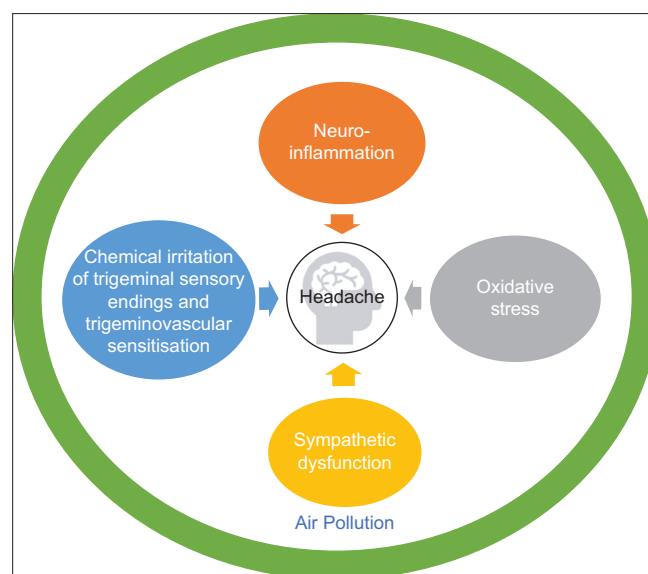 Neuro-
inflammation
Chemical irritation
of trigeminal sensory
endings and
trigeminovascular
sensitisation
Headache
Oxidative
stress
Sympathetic
dysfunction
Air Pollution